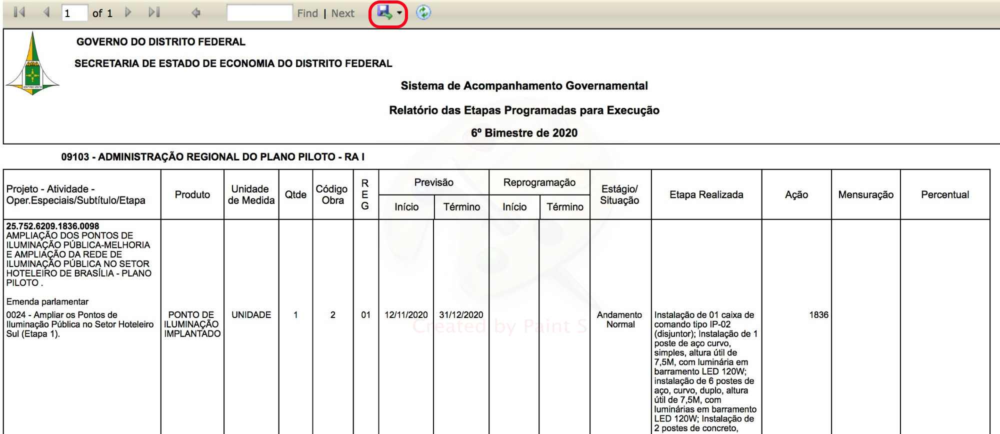 1 of 1 Find | Next
GOVERNO DO DISTRITO FEDERAL
SECRETARIA DE ESTADO DE ECONOMIA DO DISTRITO FEDERAL
VENTVRIS VENTIS
Sistema de Acompanhamento Governamental
Relatório das Etapas Programadas para Execução
6º Bimestre de 2020
09103 - ADMINISTRAÇÃO REGIONAL DO PLANO PILOTO - RA I
Projeto - Atividade -
Oper.Especiais/Subtítulo/Etapa
Produto
Unidade
de Medida
Qtde
Código
Obra
R
E
G
Previsão
Início
Término
Reprogramação
Início
Término
Estágio/
Situação
Etapa Realizada
Ação
Mensuração
Percentual
25.752.6209.1836.0098
AMPLIAÇÃO DOS PONTOS DE
ILUMINAÇÃO PÚBLICA-MELHORIA
E AMPLIAÇÃO DA REDE DE
ILUMINAÇÃO PÚBLICA NO SETOR
HOTELEIRO DE BRASÍLIA - PLANO
PILOTO .
Emenda parlamentar
0024 - Ampliar os Pontos de
Iluminação Pública no Setor Hoteleiro
Sul (Etapa 1).
PONTO DE
ILUMINAÇÃO
IMPLANTADO
UNIDADE
1
2
01
12/11/2020
31/12/2020
Andamento
Normal
Instalação de 01 caixa de
comando tipo IP-02
(disjuntor); Instalação de 1
poste de aço curvo,
simples, altura útil de
7,5M, com luminária em
barramento LED 120W;
instalação de 6 postes de
aço, curvo, duplo, altura
útil de 7,5M, com
luminárias em barramento
LED 120W; Instalação de
2 postes de concreto,
1836
Created by Paint S